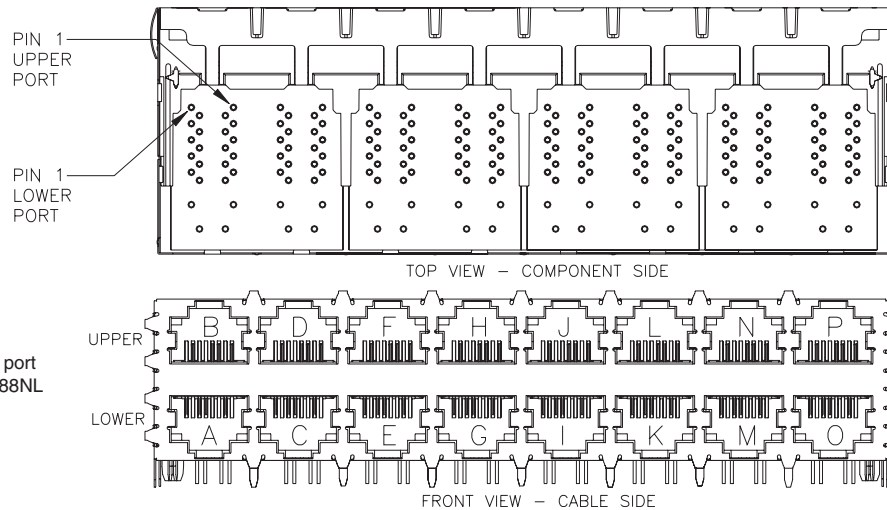 PIN 1
UPPER
PORT
PIN 1
LOWER
PORT
TOP VIEW – COMPONENT SIDE
UPPER
B D F H J L N P
port
88NL
LOWER
A C E G I K M O
FRONT VIEW – CABLE SIDE